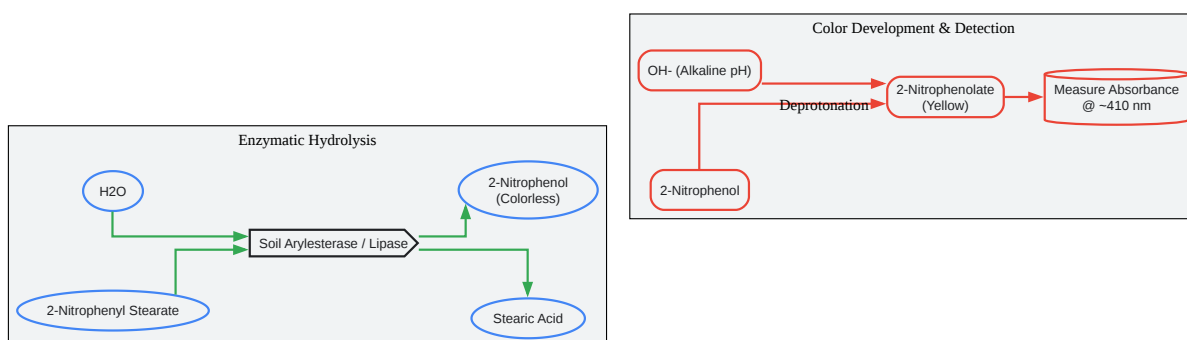 Enzymatic Hydrolysis
H2O
2-Nitrophenol
(Colorless)
Soil Arylesterase / Lipase
2-Nitrophenyl Stearate
Stearic Acid
Color Development & Detection
OH- (Alkaline pH)
2-Nitrophenolate
(Yellow)
Measure Absorbance
@ ~410 nm
Deprotonation
2-Nitrophenol